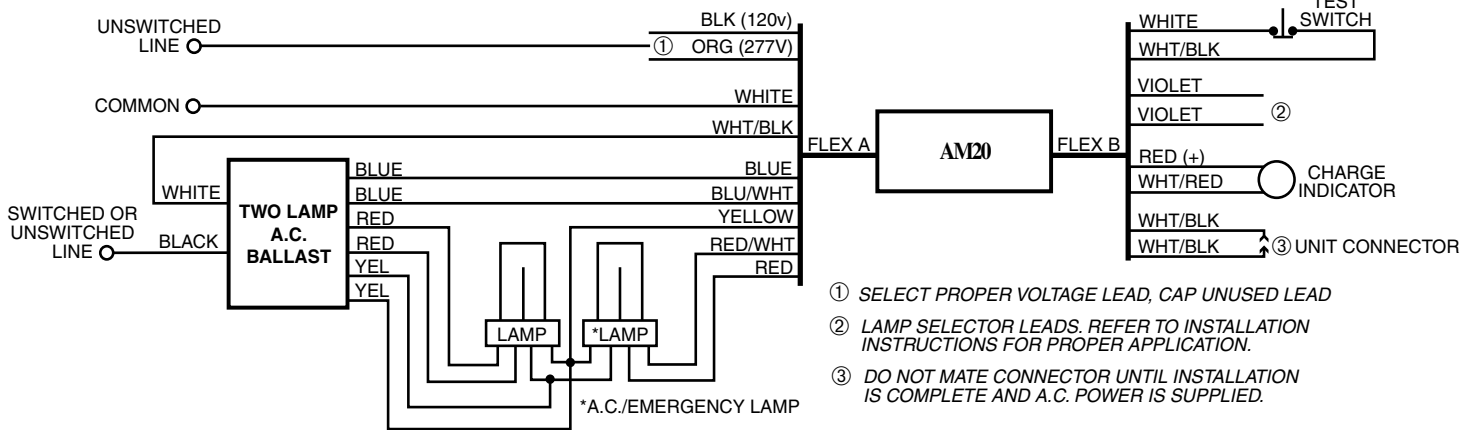 UNSWITCHED
LINE
COMMON
① BLK (120v)
ORG (277V)
WHITE
WHT/BLK
BLUE
BLU/WHT
YELLOW
RED/WHT
RED
WHITE
SWITCHED OR
UNSWITCHED
LINE
BLACK
TWO LAMP
A.C.
BALLAST
BLUE
BLUE
RED
RED
YEL
YEL
LAMP
*LAMP
*A.C./EMERGENCY LAMP
FLEX A
AM20
FLEX B
TEST
SWITCH
WHITE
WHT/BLK
VIOLET
VIOLET
②
RED (+)
WHT/RED
CHARGE
INDICATOR
WHT/BLK
WHT/BLK
③ UNIT CONNECTOR
① SELECT PROPER VOLTAGE LEAD, CAP UNUSED LEAD
② LAMP SELECTOR LEADS. REFER TO INSTALLATION
INSTRUCTIONS FOR PROPER APPLICATION.
③ DO NOT MATE CONNECTOR UNTIL INSTALLATION
IS COMPLETE AND A.C. POWER IS SUPPLIED.